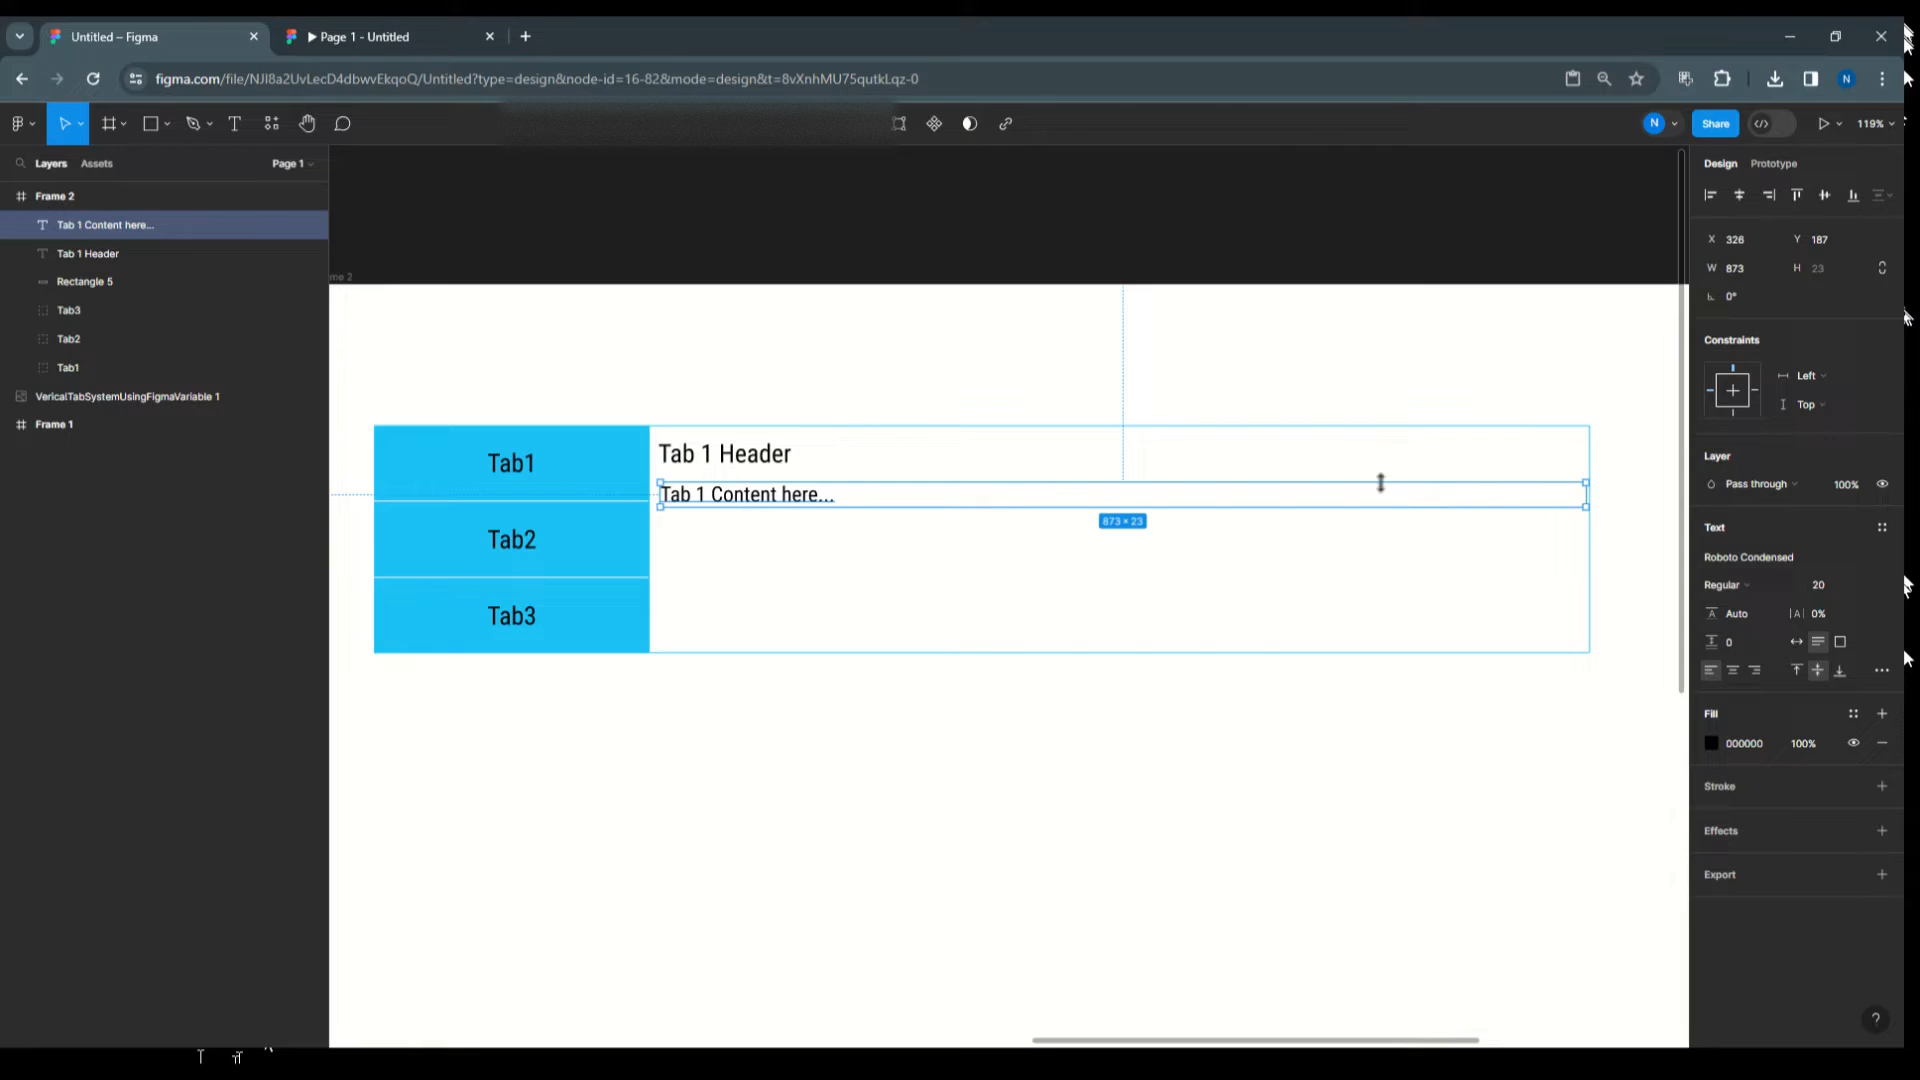 Untitled – Figma
▶ Page 1 - Untitled
figma.com/file/NJl8a2UvLecD4dbwvEkqoQ/Untitled?type=design&node-id=16-82&mode=design&t=8vXnhMU75qutkLqz-0
N
N
Share
119%
Layers
Assets
Page 1
Frame 2
Tab 1 Content here...
Tab 1 Header
Rectangle 5
Tab3
Tab2
Tab1
VericalTabSystemUsingFigmaVariable 1
Frame 1
me 2
Tab1
Tab2
Tab3
Tab 1 Header
Tab 1 Content here...
873 × 23
Design
Prototype
X 326
Y 187
W 873
H 23
0°
Constraints
Left
Top
Layer
Pass through
100%
Text
Roboto Condensed
Regular
20
Auto
|A| 0%
0
Fill
000000
100%
Stroke
Effects
Export
?